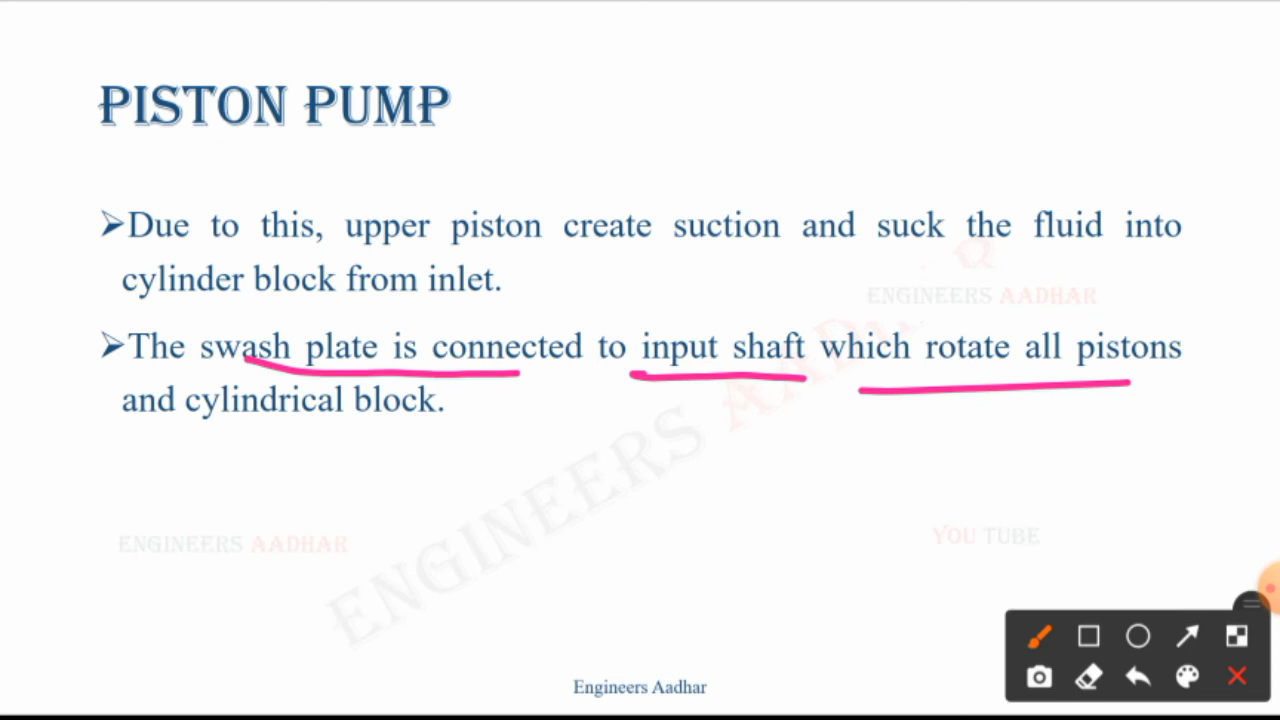 PISTON PUMP
➢Due to this, upper piston create suction and suck the fluid into
cylinder block from inlet.
ENGINEERS AADHAR
➢The swash plate is connected to input shaft which rotate all pistons
and cylindrical block.
ENGINEERS AADHAR
ENGINEERS AADHAR
YOU TUBE
Engineers Aadhar